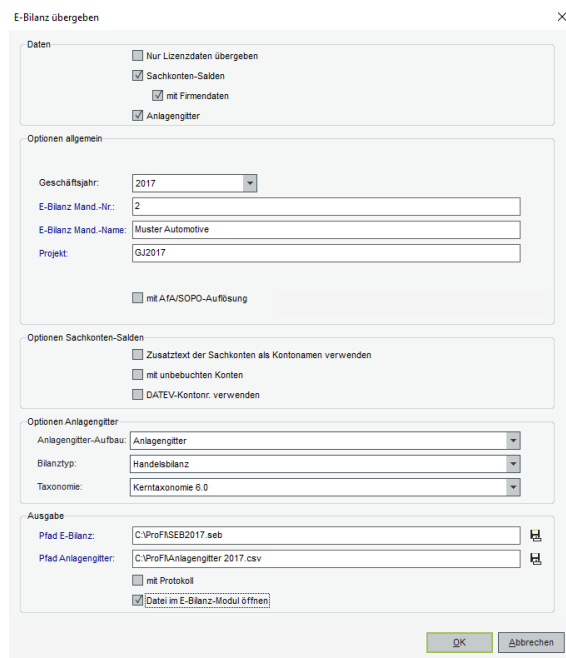 E-Bilanz übergeben
Daten
Nur Lizenzdaten übergeben
Sachkonten-Salden
mit Firmendaten
Anlagengitter
Optionen allgemein
Geschäftsjahr: 2017
E-Bilanz Mand.-Nr.: 2
E-Bilanz Mand.-Name: Muster Automotive
Projekt: GJ2017
mit AfA/SOPO-Auflösung
Optionen Sachkonten-Salden
Zusatztext der Sachkonten als Kontonamen verwenden
mit unbebuchten Konten
DATEV-Kontonr. verwenden
Optionen Anlagengitter
Anlagengitter-Aufbau: Anlagengitter
Bilanztyp: Handelsbilanz
Taxonomie: Kerntaxonomie 6.0
Ausgabe
Pfad E-Bilanz: C:\ProFI\SEB2017.seb
Pfad Anlagengitter: C:\ProFI\Anlagengitter 2017.csv
mit Protokoll
Datei im E-Bilanz-Modul öffnen
OK Abbrechen